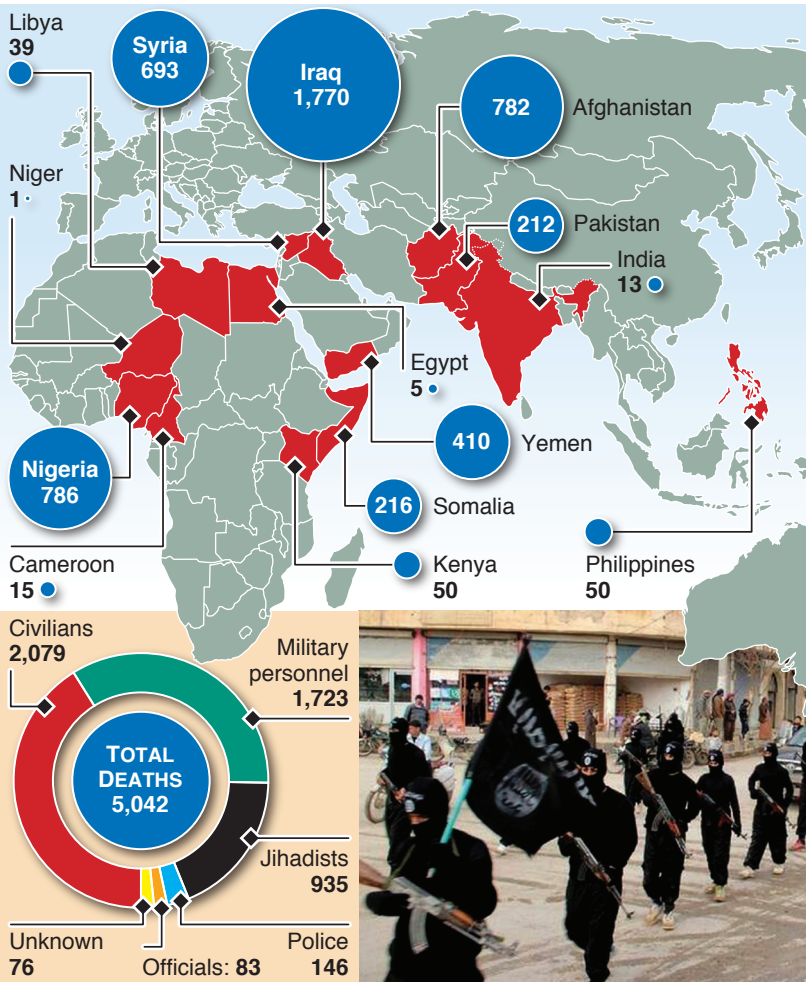 Libya
39
Syria
693
Iraq
1,770
782
Afghanistan
Niger
1
212
Pakistan
India
13
Egypt
5
410
Yemen
Nigeria
786
216
Somalia
Cameroon
15
Kenya
50
Philippines
50
Civilians
2,079
Military
personnel
1,723
TOTAL
DEATHS
5,042
Jihadists
935
Unknown
76
Officials: 83
Police
146